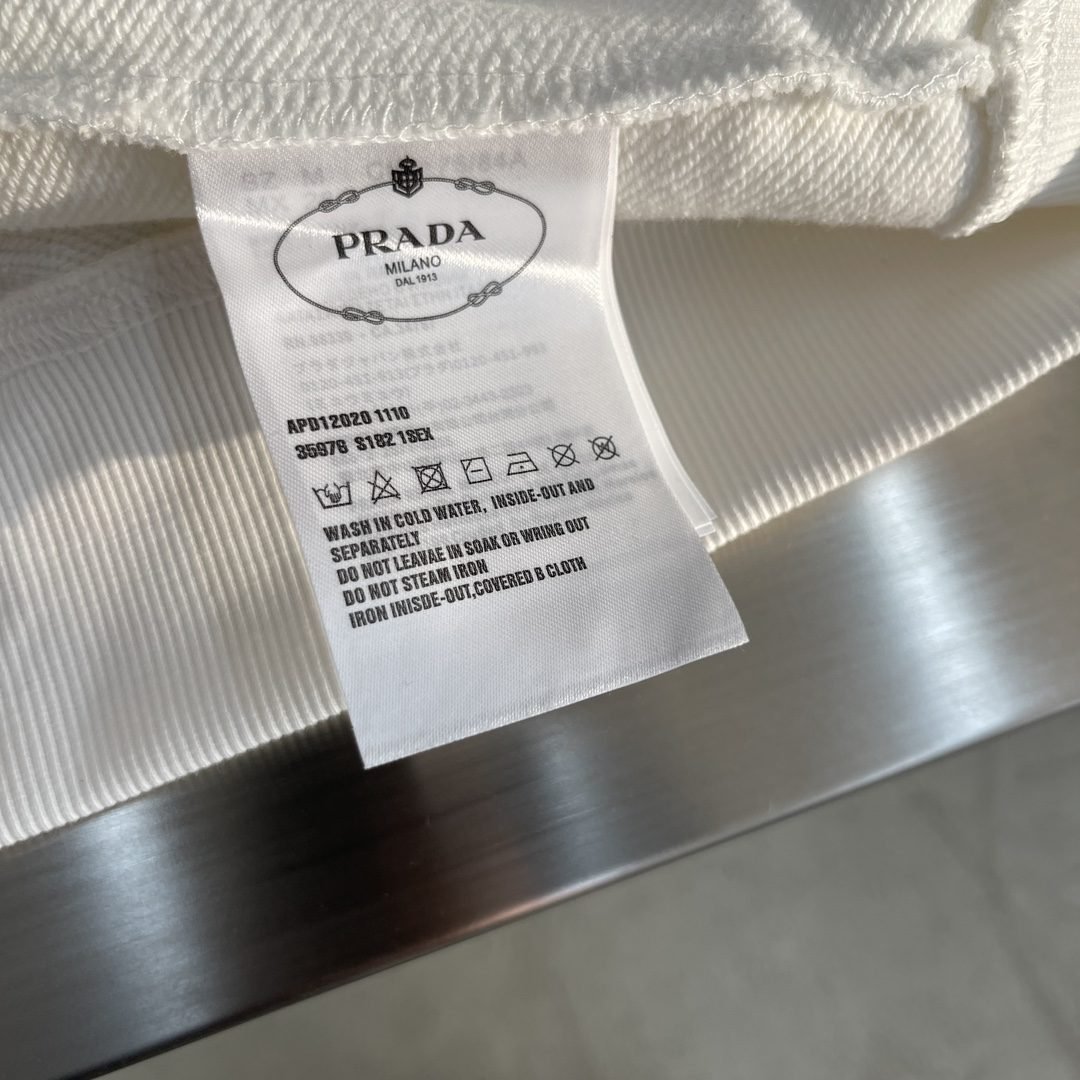 PRADA
MILANO
DAL 1913
APD12020 1110
35976 S182 1SEX
WASH IN COLD WATER, INSIDE-OUT AND
SEPARATELY
DO NOT LEAVAE IN SOAK OR WRING OUT
DO NOT STEAM IRON
IRON INISDE-OUT,COVERED B CLOTH